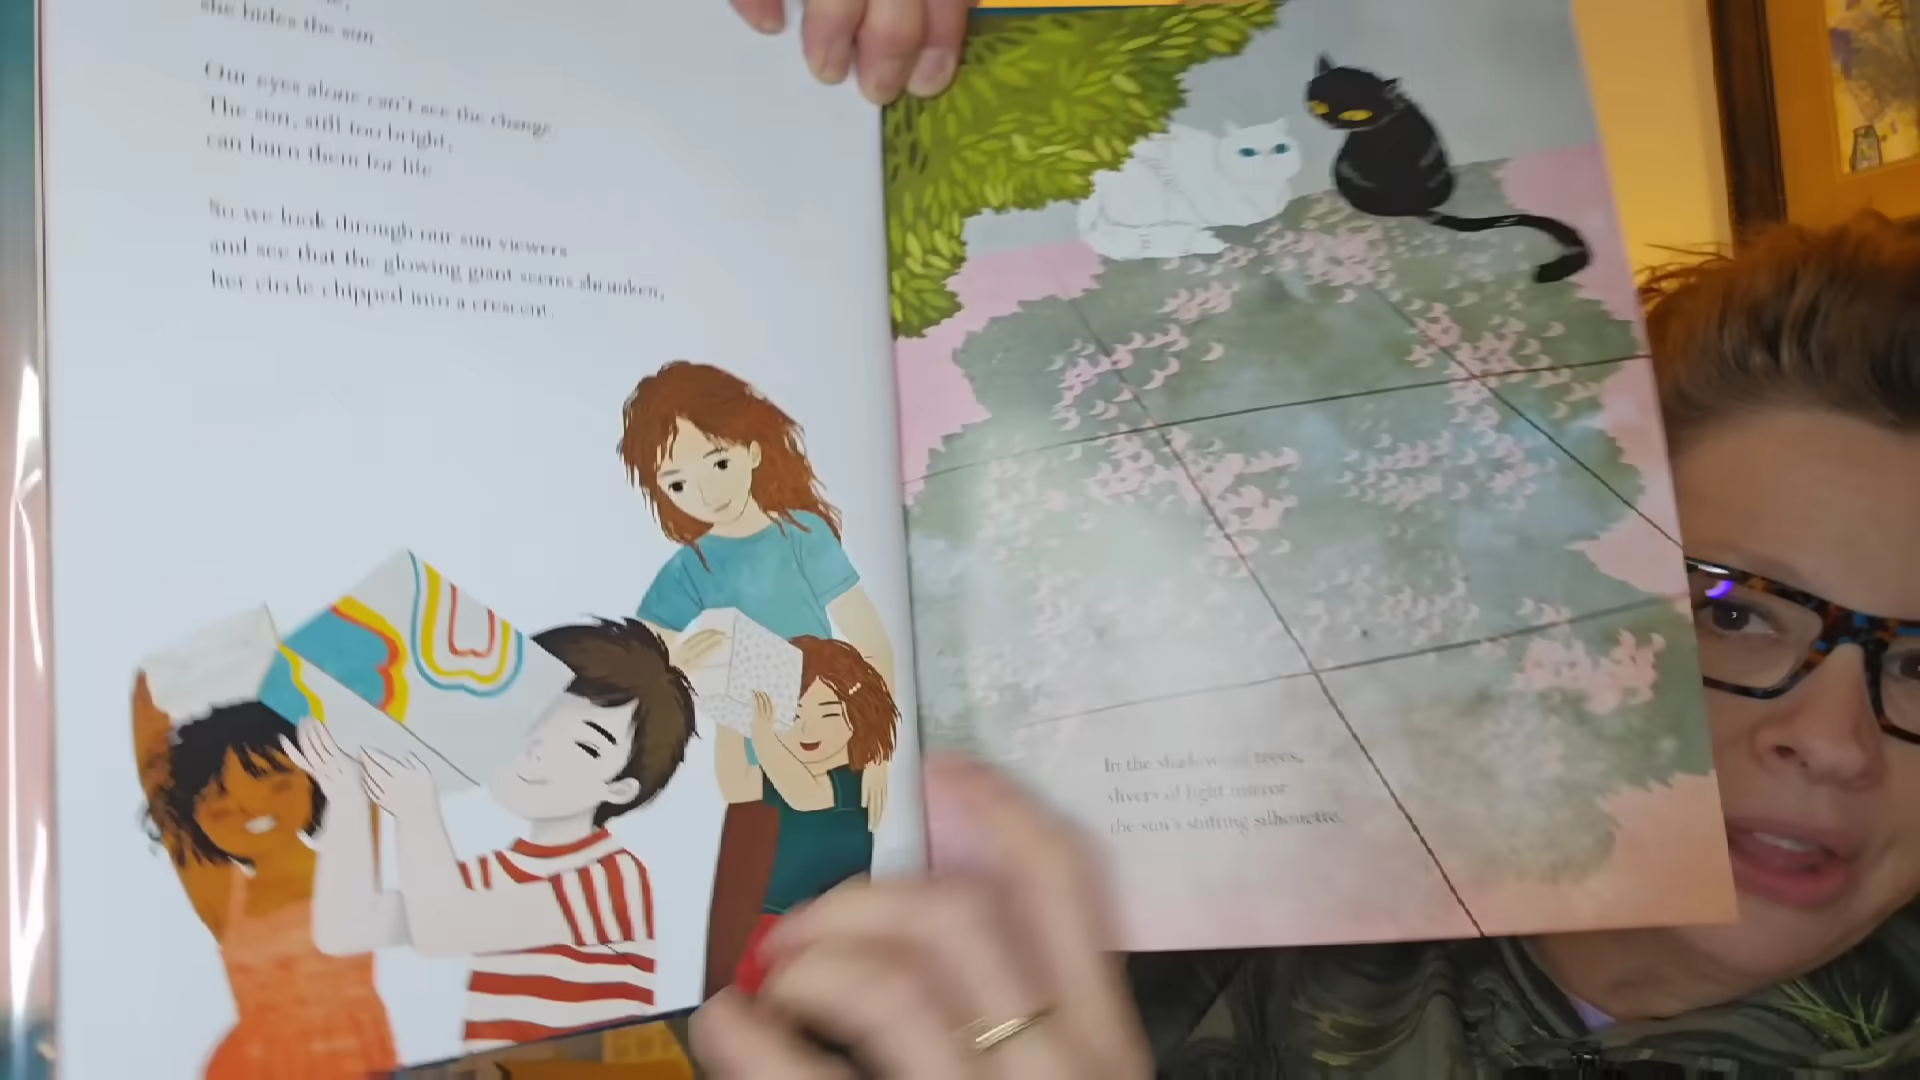 she hides the sun
Our eyes alone can't see the change.
The sun, still too bright,
can burn them for life
So we look through our sun viewers
and see that the glowing giant seems shrunken,
her circle chipped into a crescent.
In the shadows of trees,
slivers of light mirror
the sun's shifting silhouette.